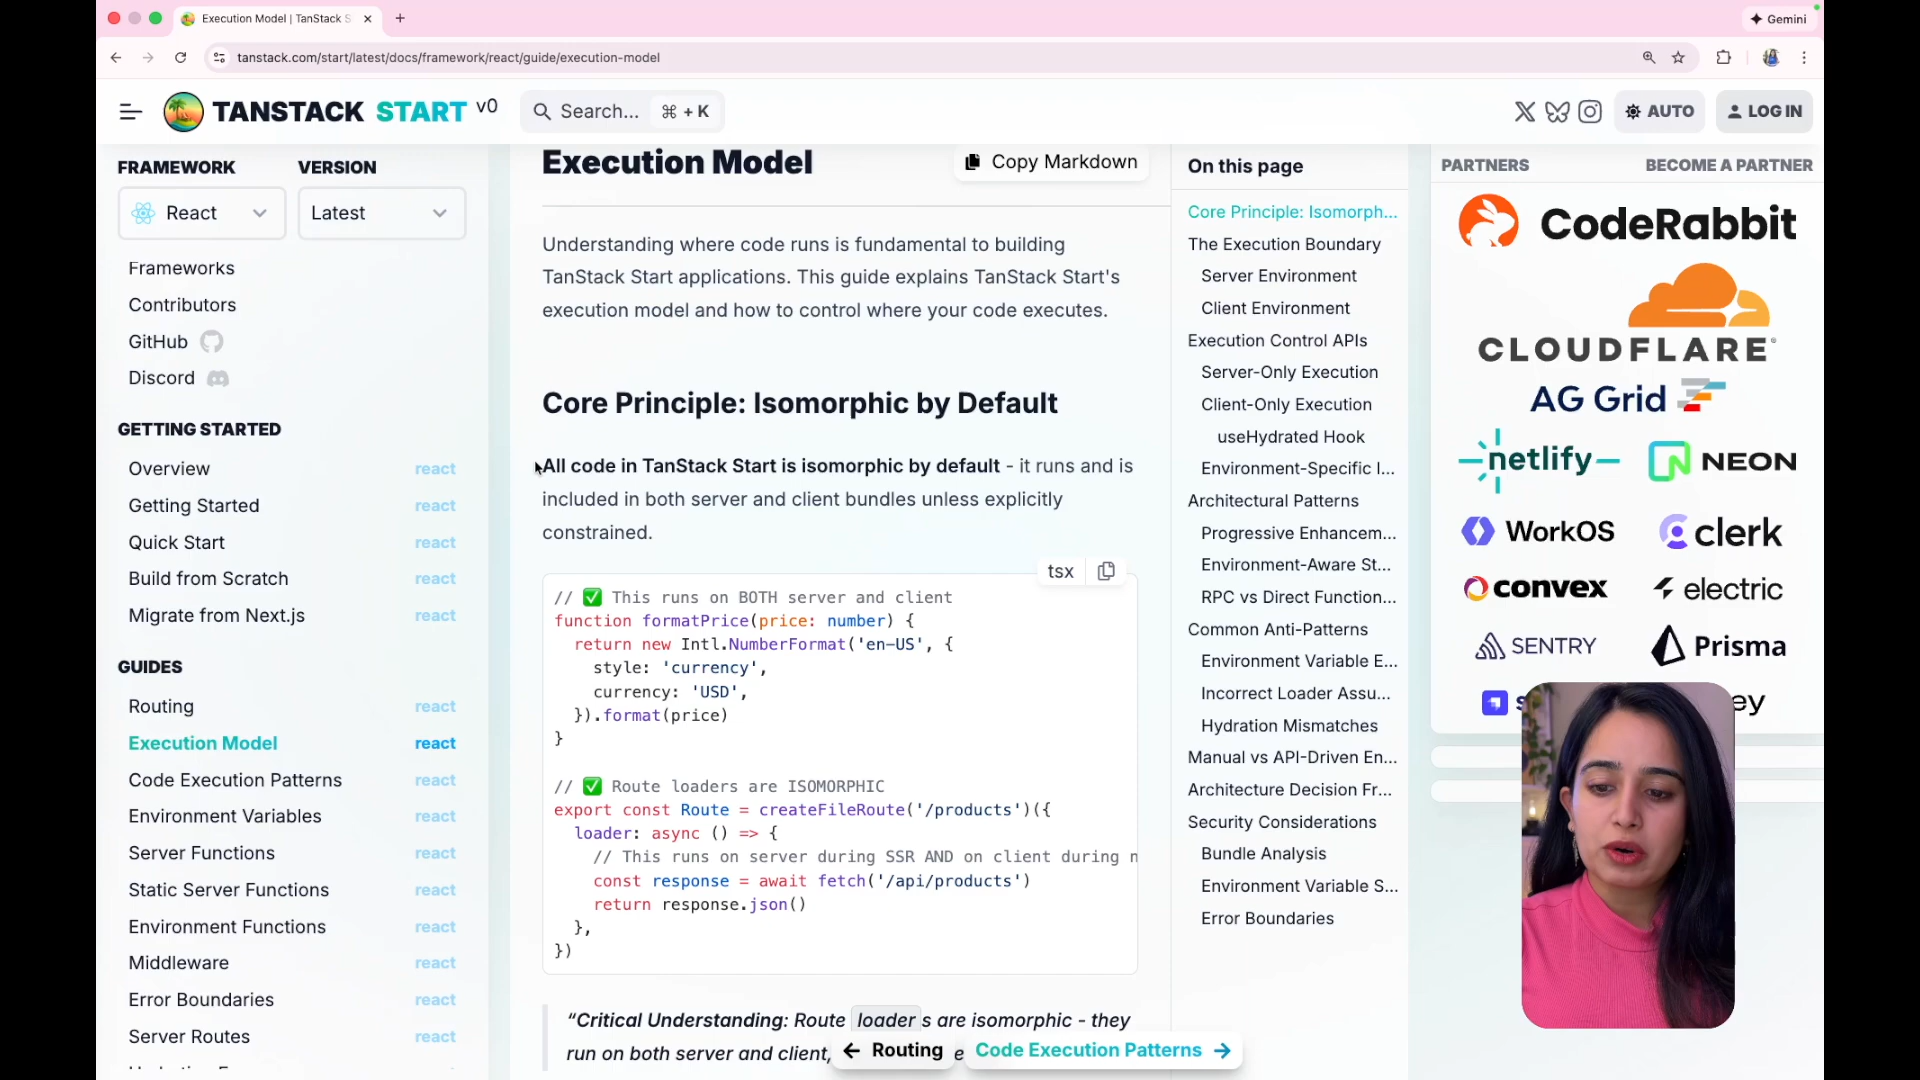 Execution Model | TanStack S
Gemini
tanstack.com/start/latest/docs/framework/react/guide/execution-model
TANSTACK START v0
Search... ⌘ + K
AUTO
LOG IN
FRAMEWORK
VERSION
React
Latest
Frameworks
Contributors
GitHub
Discord
GETTING STARTED
Overview react
Getting Started react
Quick Start react
Build from Scratch react
Migrate from Next.js react
GUIDES
Routing react
Execution Model react
Code Execution Patterns react
Environment Variables react
Server Functions react
Static Server Functions react
Environment Functions react
Middleware react
Error Boundaries react
Server Routes react
Execution Model
Copy Markdown
Understanding where code runs is fundamental to building
TanStack Start applications. This guide explains TanStack Start's
execution model and how to control where your code executes.
Core Principle: Isomorphic by Default
All code in TanStack Start is isomorphic by default - it runs and is
included in both server and client bundles unless explicitly
constrained.
tsx
// ✅ This runs on BOTH server and client
function formatPrice(price: number) {
return new Intl.NumberFormat('en-US', {
style: 'currency',
currency: 'USD',
}).format(price)
}
// ✅ Route loaders are ISOMORPHIC
export const Route = createFileRoute('/products')({
loader: async () => {
// This runs on server during SSR AND on client during n
const response = await fetch('/api/products')
return response.json()
},
})
“Critical Understanding: Route loader s are isomorphic - they
run on both server and client,
← Routing
Code Execution Patterns →
On this page
Core Principle: Isomorph...
The Execution Boundary
Server Environment
Client Environment
Execution Control APIs
Server-Only Execution
Client-Only Execution
useHydrated Hook
Environment-Specific I...
Architectural Patterns
Progressive Enhancem...
Environment-Aware St...
RPC vs Direct Function...
Common Anti-Patterns
Environment Variable E...
Incorrect Loader Assu...
Hydration Mismatches
Manual vs API-Driven En...
Architecture Decision Fr...
Security Considerations
Bundle Analysis
Environment Variable S...
Error Boundaries
PARTNERS
BECOME A PARTNER
CodeRabbit
CLOUDFLARE
AG Grid
netlify
NEON
WorkOS
clerk
convex
electric
SENTRY
Prisma
ey